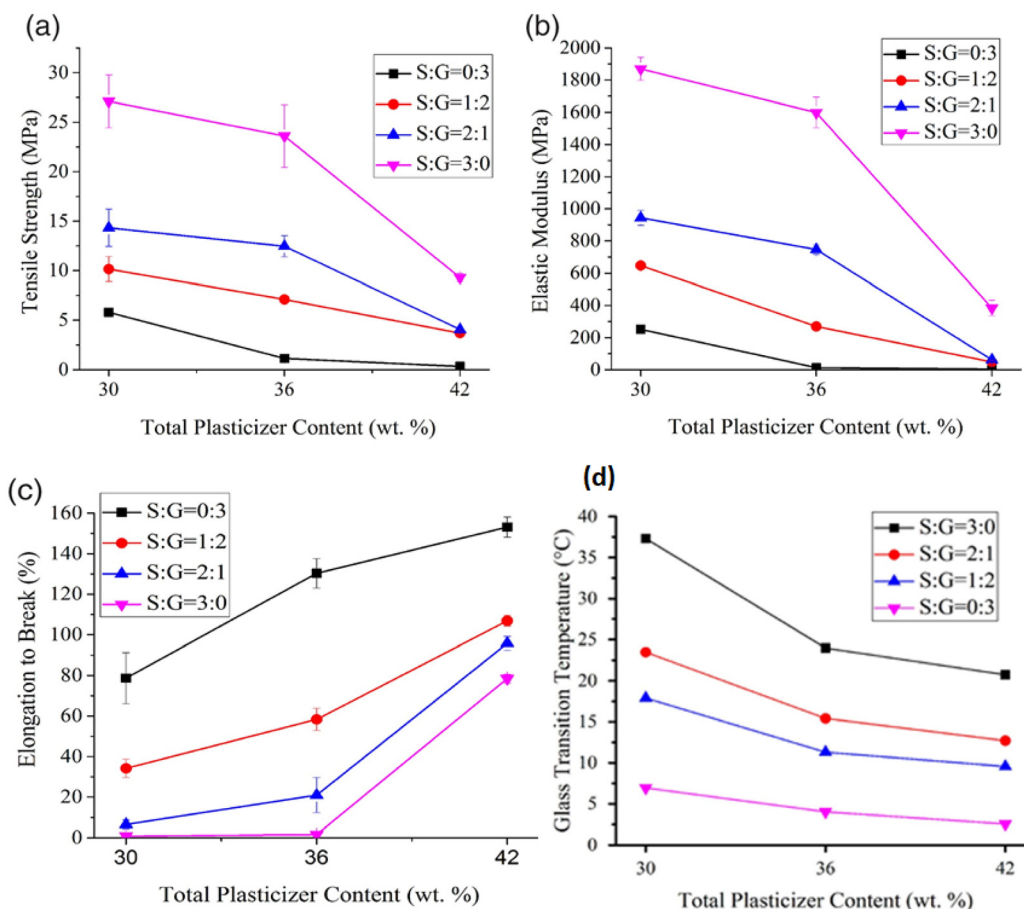 (a)
S:G=0:3
S:G=1:2
S:G=2:1
S:G=3:0
Tensile Strength (MPa)
30
25
20
15
10
5
0
30 36 42
Total Plasticizer Content (wt. %)
(b)
S:G=0:3
S:G=1:2
S:G=2:1
S:G=3:0
Elastic Modulus (MPa)
2000
1800
1600
1400
1200
1000
800
600
400
200
0
30 36 42
Total Plasticizer Content (wt. %)
(c)
S:G=0:3
S:G=1:2
S:G=2:1
S:G=3:0
Elongation to Break (%)
160
140
120
100
80
60
40
20
0
30 36 42
Total Plasticizer Content (wt. %)
(d)
S:G=3:0
S:G=2:1
S:G=1:2
S:G=0:3
Glass Transition Temperature (°C)
40
35
30
25
20
15
10
5
0
30 36 42
Total Plasticizer Content (wt. %)